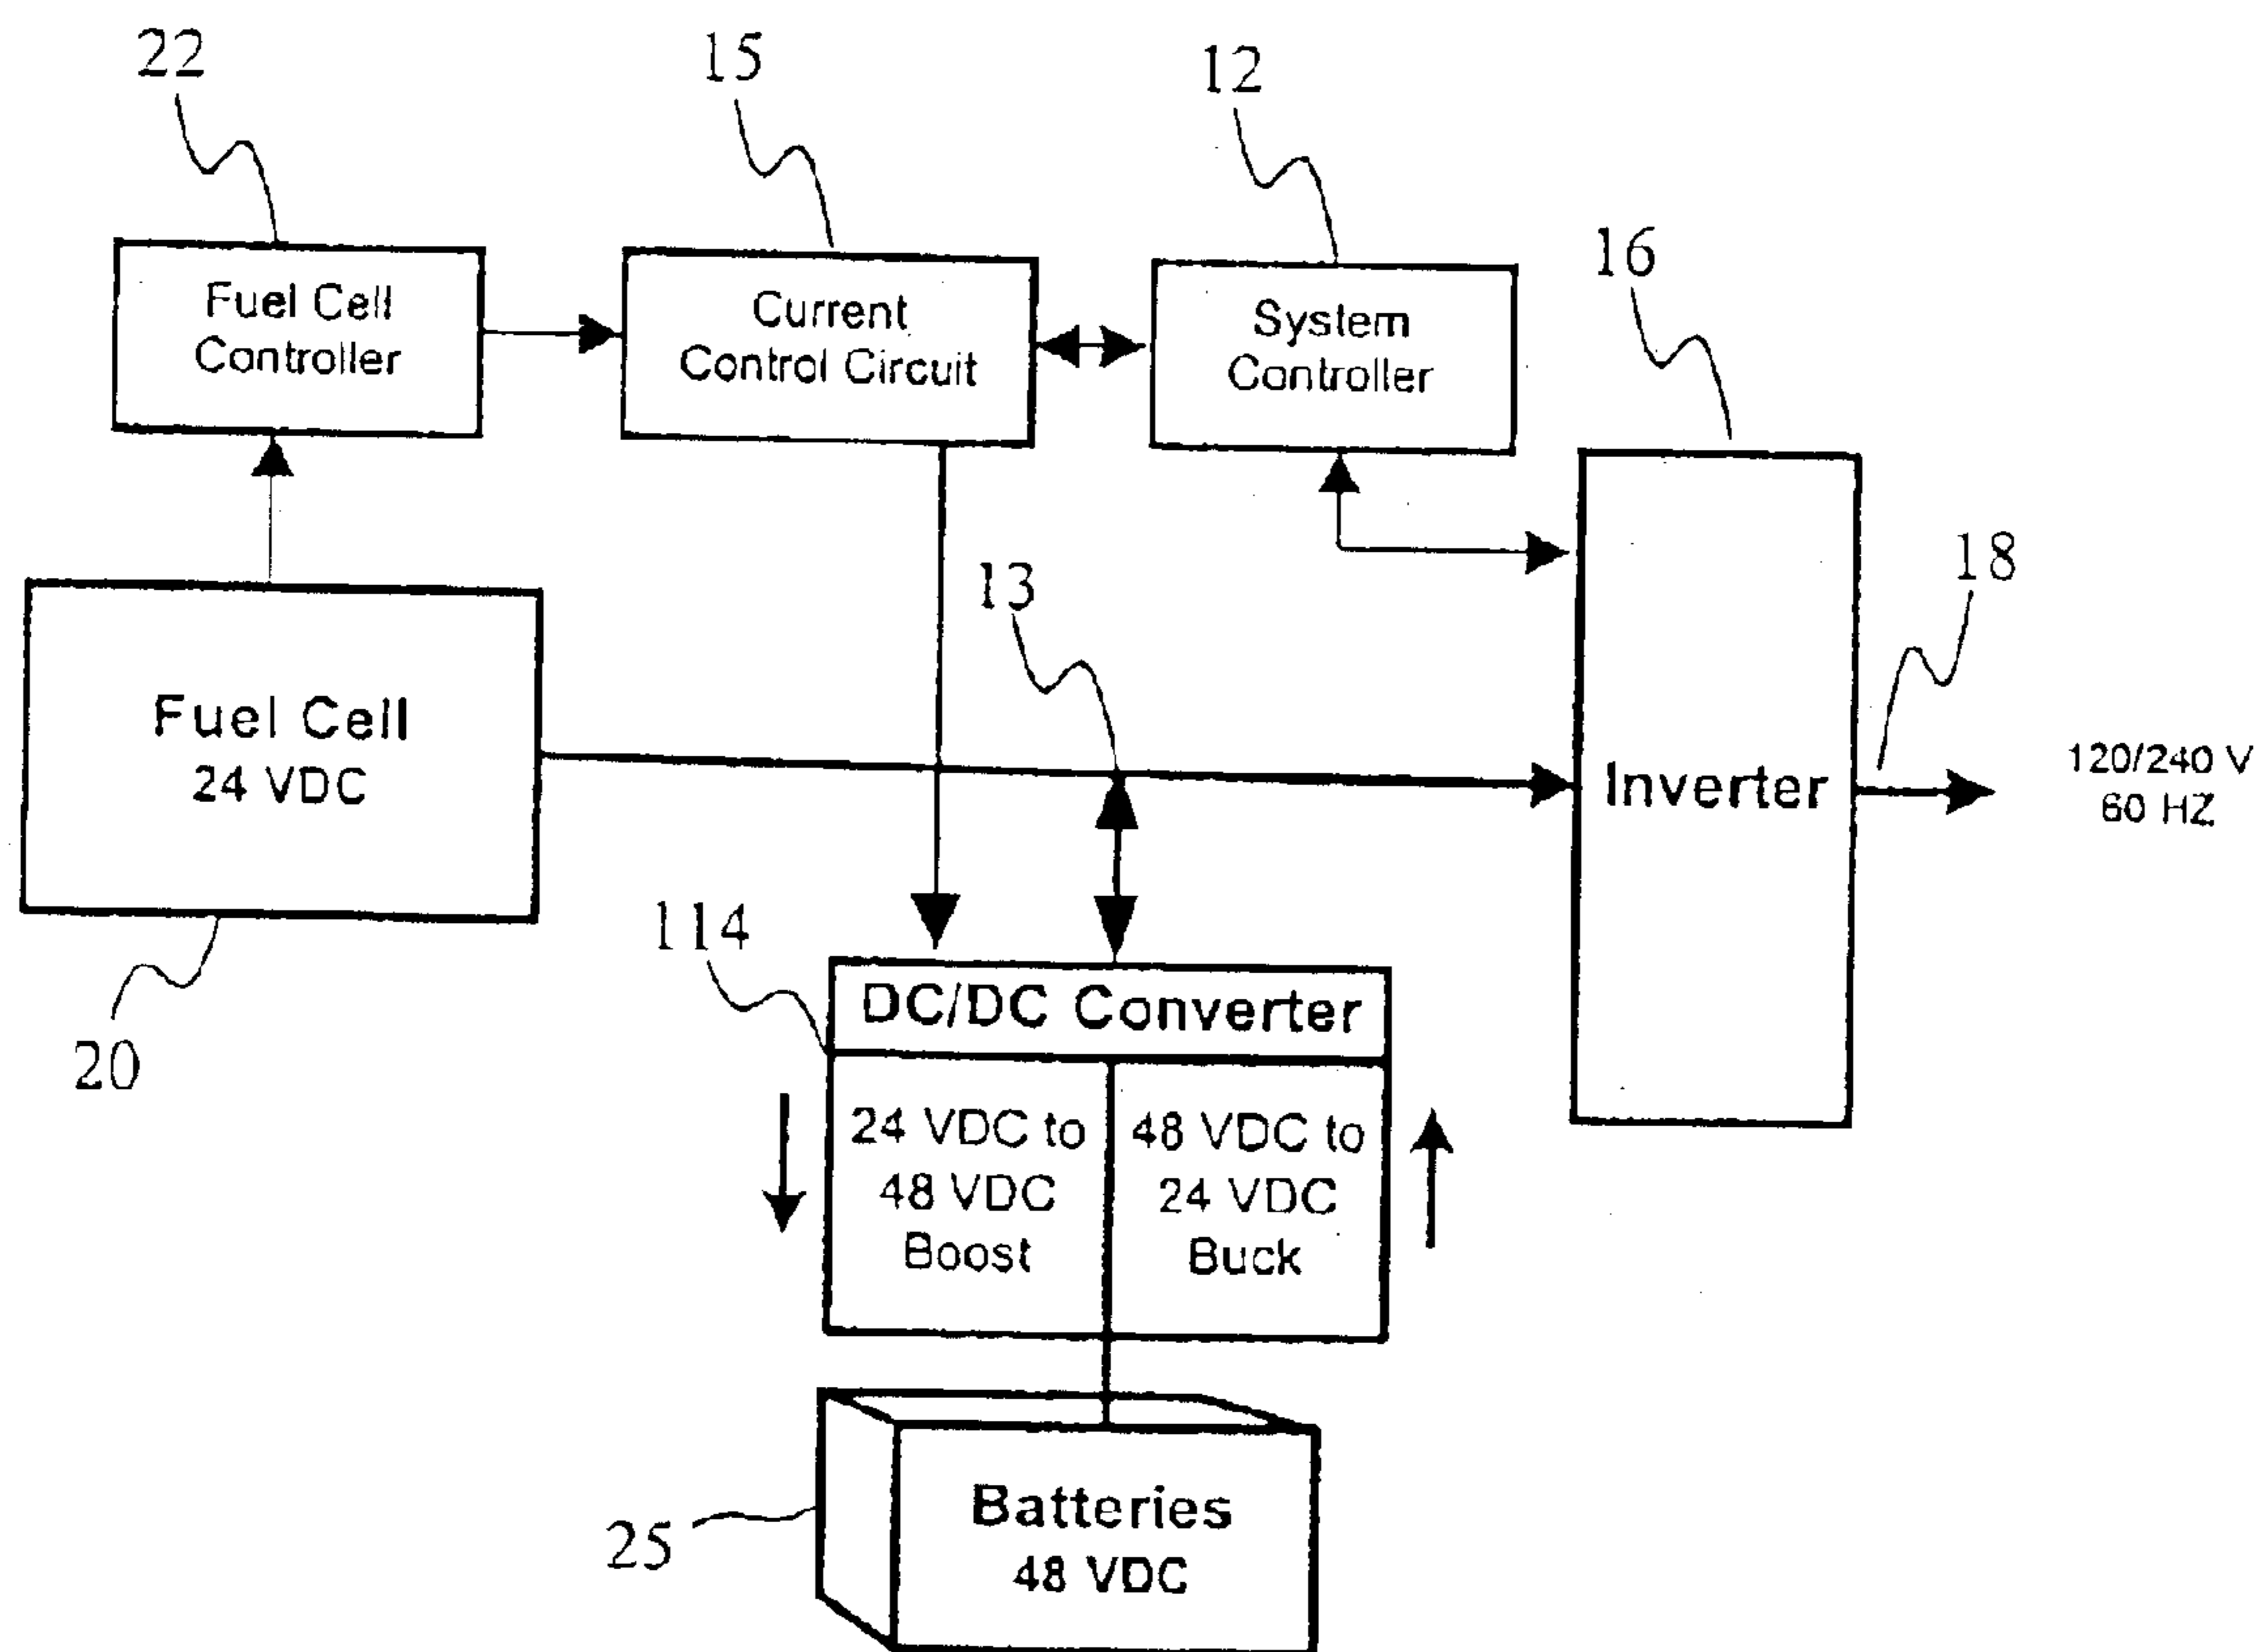 22
15
12
16
Fuel Cell
Controller
Current
Control Circuit
System
Controller
13
18
Fuel Cell
24 VDC
Inverter
120/240 V
60 HZ
114
20
DC/DC Converter
24 VDC to
48 VDC
Boost
48 VDC to
24 VDC
Buck
25
Batteries
48 VDC